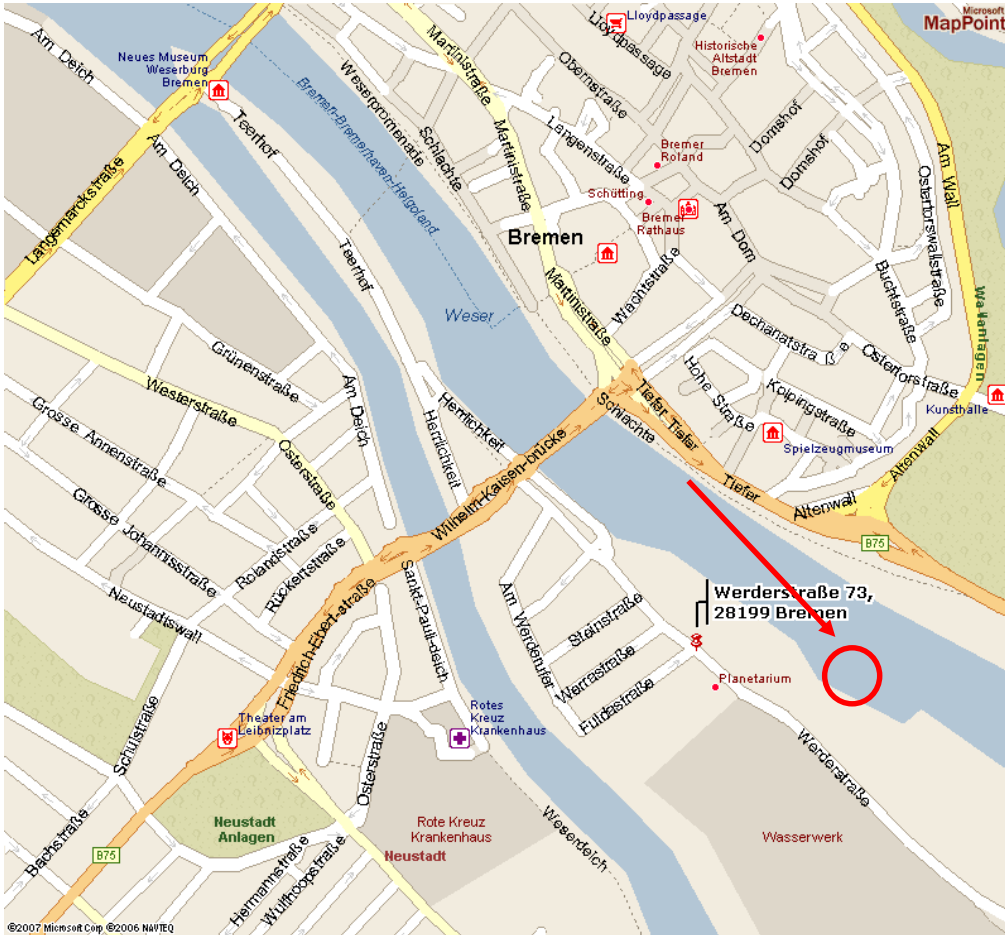 Microsoft
MapPoint
Lloydpassage
Lloydpassage
Historische
Altstadt
Bremen
Am Deich
Neues Museum
Weserburg
Bremen
Martinistraße
Obernstraße
Weserpromenade
Schlachte
Bremen-Bremerhaven-Helgoland
Teerhof
Am Deich
Langemarckstraße
Martinistraße
Langenstraße
Domshof
Domshof
Bremer
Roland
Schütting
Bremer
Rathaus
Am Dom
Am Wall
Ostertorswallstraße
Bremen
Teerhof
Wachtstraße
Buchtstraße
Weser
Martinistraße
Dechanatstraße
Wallanlagen
Ostertorstraße
Kunsthalle
Kolpingstraße
Hohe Straße
Spielzeugmuseum
Grünenstraße
Westerstraße
Am Deich
Grosse Annenstraße
Osterstraße
Herrlichkeit
Herrlichkeit
Schlachte
Tiefer
Tiefer
Tiefer
Altenwall
Altenwall
Wilhelm-Kaisen-brücke
B75
Grosse Johannisstraße
Rolandstraße
Rückertstraße
Neustadtswall
Friedrich-Ebert-straße
Sankt-Pauli-deich
Am Werderufer
Steinstraße
Werrastraße
Fuldastraße
Werderstraße 73,
28199 Bremen
Planetarium
Theater am
Leibnizplatz
Rotes
Kreuz
Krankenhaus
Schulstraße
Osterstraße
Werderstraße
Neustadt
Anlagen
Rote Kreuz
Krankenhaus
Weserdeich
Wasserwerk
Bachstraße
B75
Neustadt
Hermannstraße
Wulfhoopstraße
©2007 Microsoft Corp ©2006 NAVTEQ